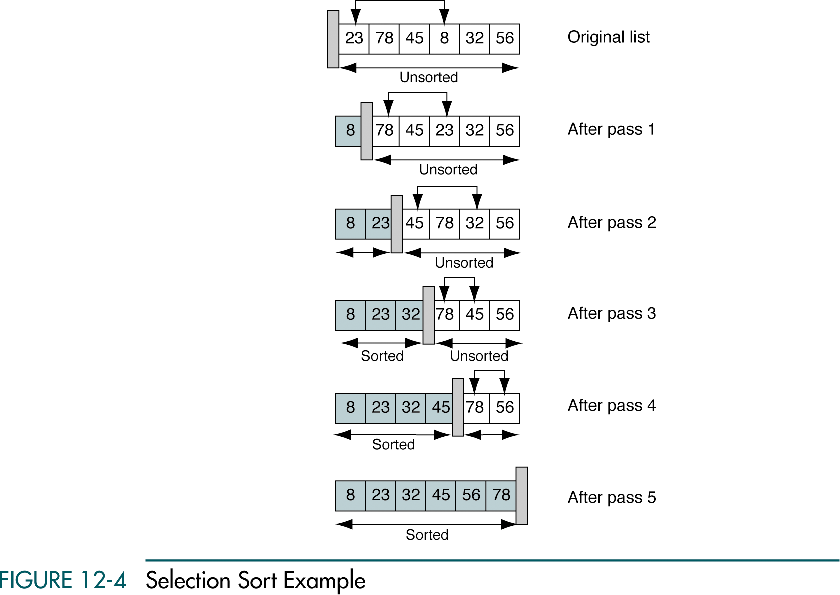 23 78 45 8 32 56 Original list
Unsorted
8 78 45 23 32 56 After pass 1
Unsorted
8 23 45 78 32 56 After pass 2
Unsorted
8 23 32 78 45 56 After pass 3
Sorted Unsorted
8 23 32 45 78 56 After pass 4
Sorted
8 23 32 45 56 78 After pass 5
Sorted
FIGURE 12-4 Selection Sort Example